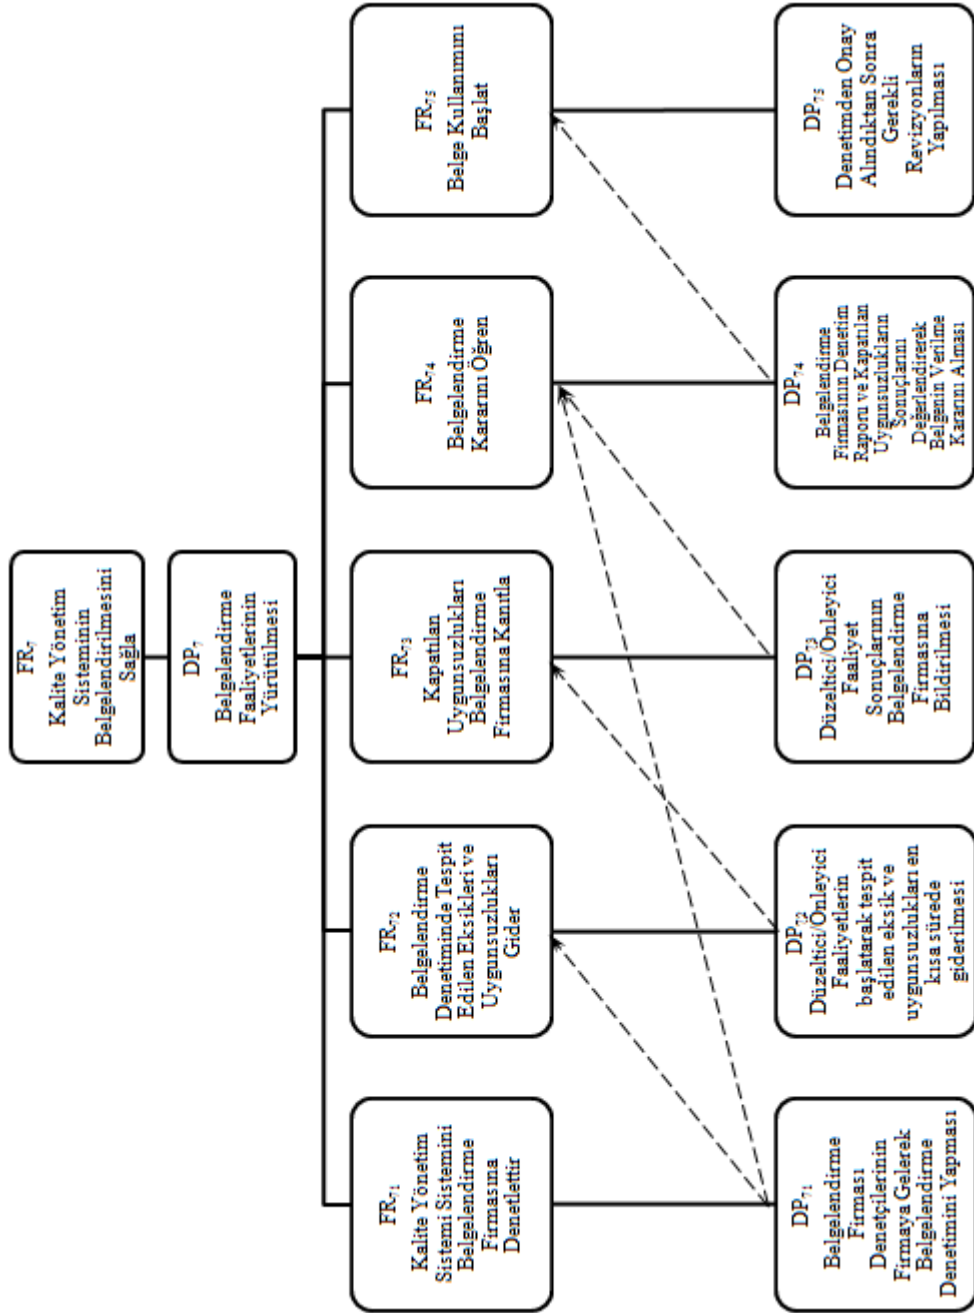 FR7
Kalite Yönetim
Sisteminin
Belgelendirilmesini
Sağla
DP7
Belgelendirme
Faaliyetlerinin
Yürütülmesi
FR71
Kalite Yönetim
Sistemi Sistemini
Belgelendirme
Firmasına
Denetlettir
FR72
Belgelendirme
Denetiminde Tespit
Edilen Eksikleri ve
Uygunsuzlukları
Gider
FR73
Kapatılan
Uygunsuzlukları
Belgelendirme
Firmasına Kanıtla
FR74
Belgelendirme
Kararını Öğren
FR75
Belge Kullanımını
Başlat
DP71
Belgelendirme
Firması
Denetçilerinin
Firmaya Gelerek
Belgelendirme
Denetimini Yapması
DP72
Düzeltici/Önleyici
Faaliyetlerin
başlatarak tespit
edilen eksik ve
uygunsuzlukları en
kısa sürede
giderilmesi
DP73
Düzeltici/Önleyici
Faaliyet
Sonuçlarının
Belgelendirme
Firmasına
Bildirilmesi
DP74
Belgelendirme
Firmasının Denetim
Raporu ve Kapatılan
Uygunsuzlukların
Sonuçlarını
Değerlendirerek
Belgenin Verilme
Kararını Alması
DP75
Denetimden Onay
Alındıktan Sonra
Gerekli
Revizyonların
Yapılması